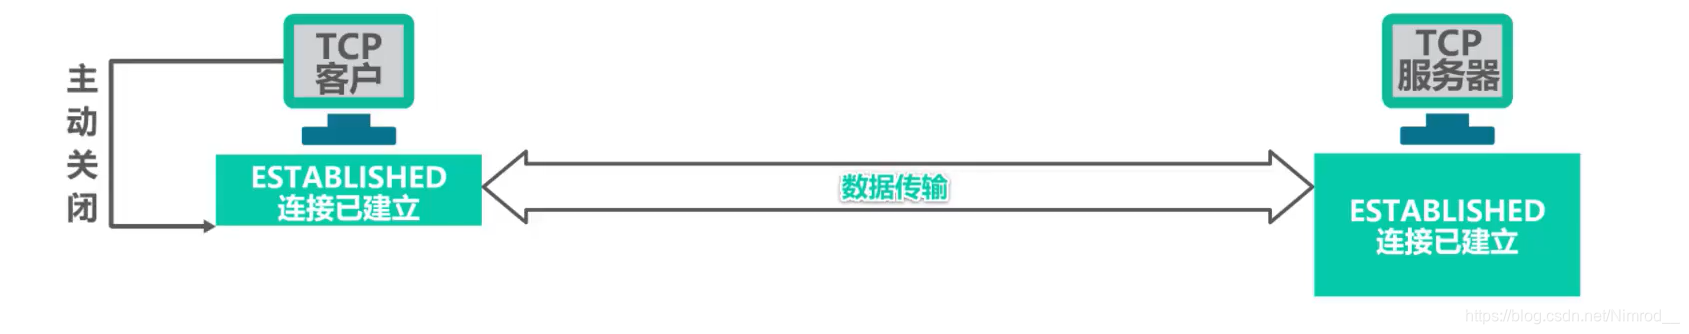 主动关闭
TCP
客户
ESTABLISHED
连接已建立
数据传输
TCP
服务器
ESTABLISHED
连接已建立
https://blog.csdn.net/Nimrod__